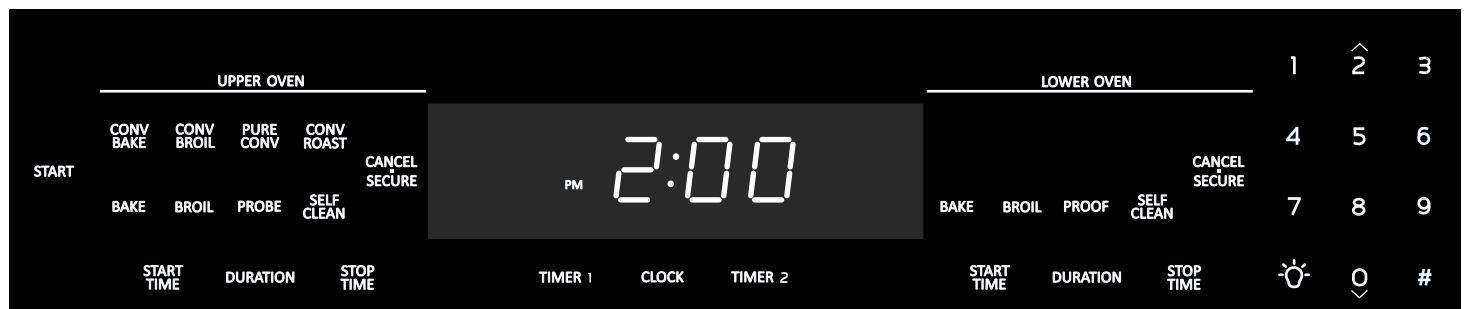 UPPER OVEN
LOWER OVEN
1 2 3
CONV BAKE
CONV BROIL
PURE CONV
CONV ROAST
START
CANCEL
SECURE
BAKE BROIL PROBE
SELF CLEAN
START TIME
DURATION
STOP TIME
PM 2:00
TIMER 1 CLOCK TIMER 2
CANCEL
SECURE
BAKE BROIL PROOF
SELF CLEAN
START TIME
DURATION
STOP TIME
4 5 6
7 8 9
0 #